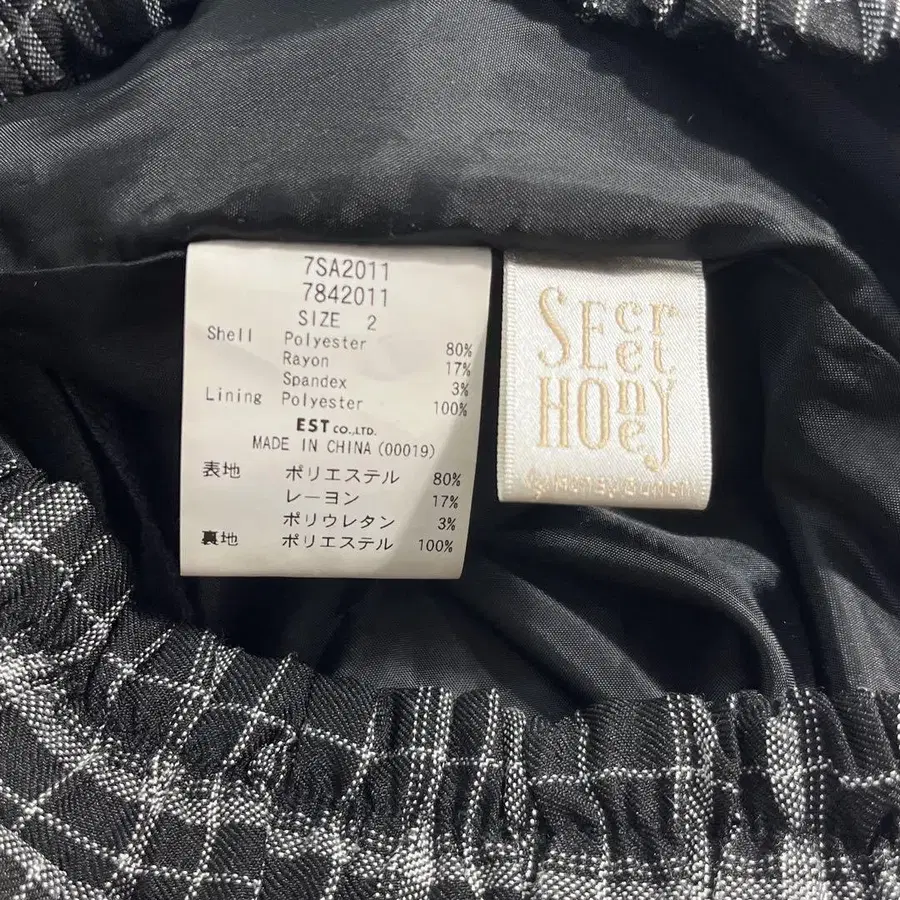 7SA2011
7842011
SIZE 2
Shell Polyester 80%
Rayon 17%
Spandex 3%
Lining Polyester 100%
EST CO.,LTD.
MADE IN CHINA (00019)
表地 ポリエステル 80%
レーヨン 17%
ポリウレタン 3%
裏地 ポリエステル 100%
SEcret
HOneY